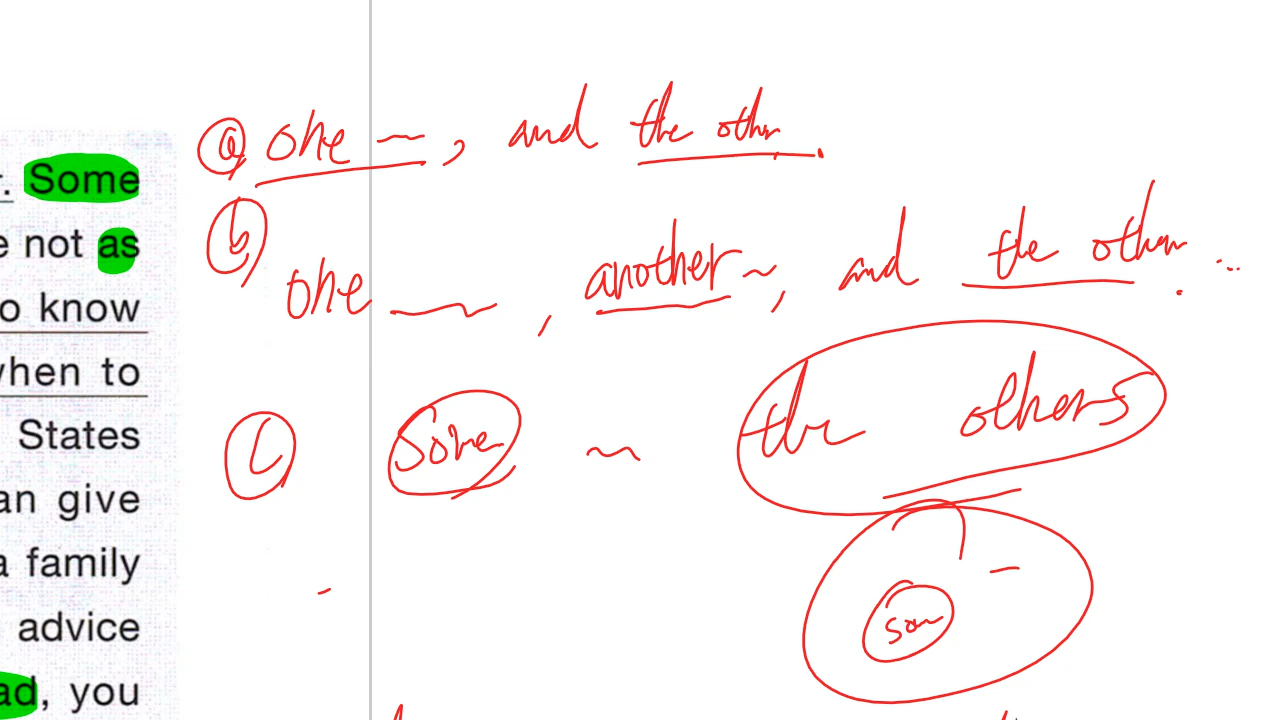 ⓐ one ~, and the other.
r. Some
ⓑ one ~, another ~, and the other...
e not as
o know
when to
ⓒ Some ~ the others
States
an give
a family
som
advice
ad, you